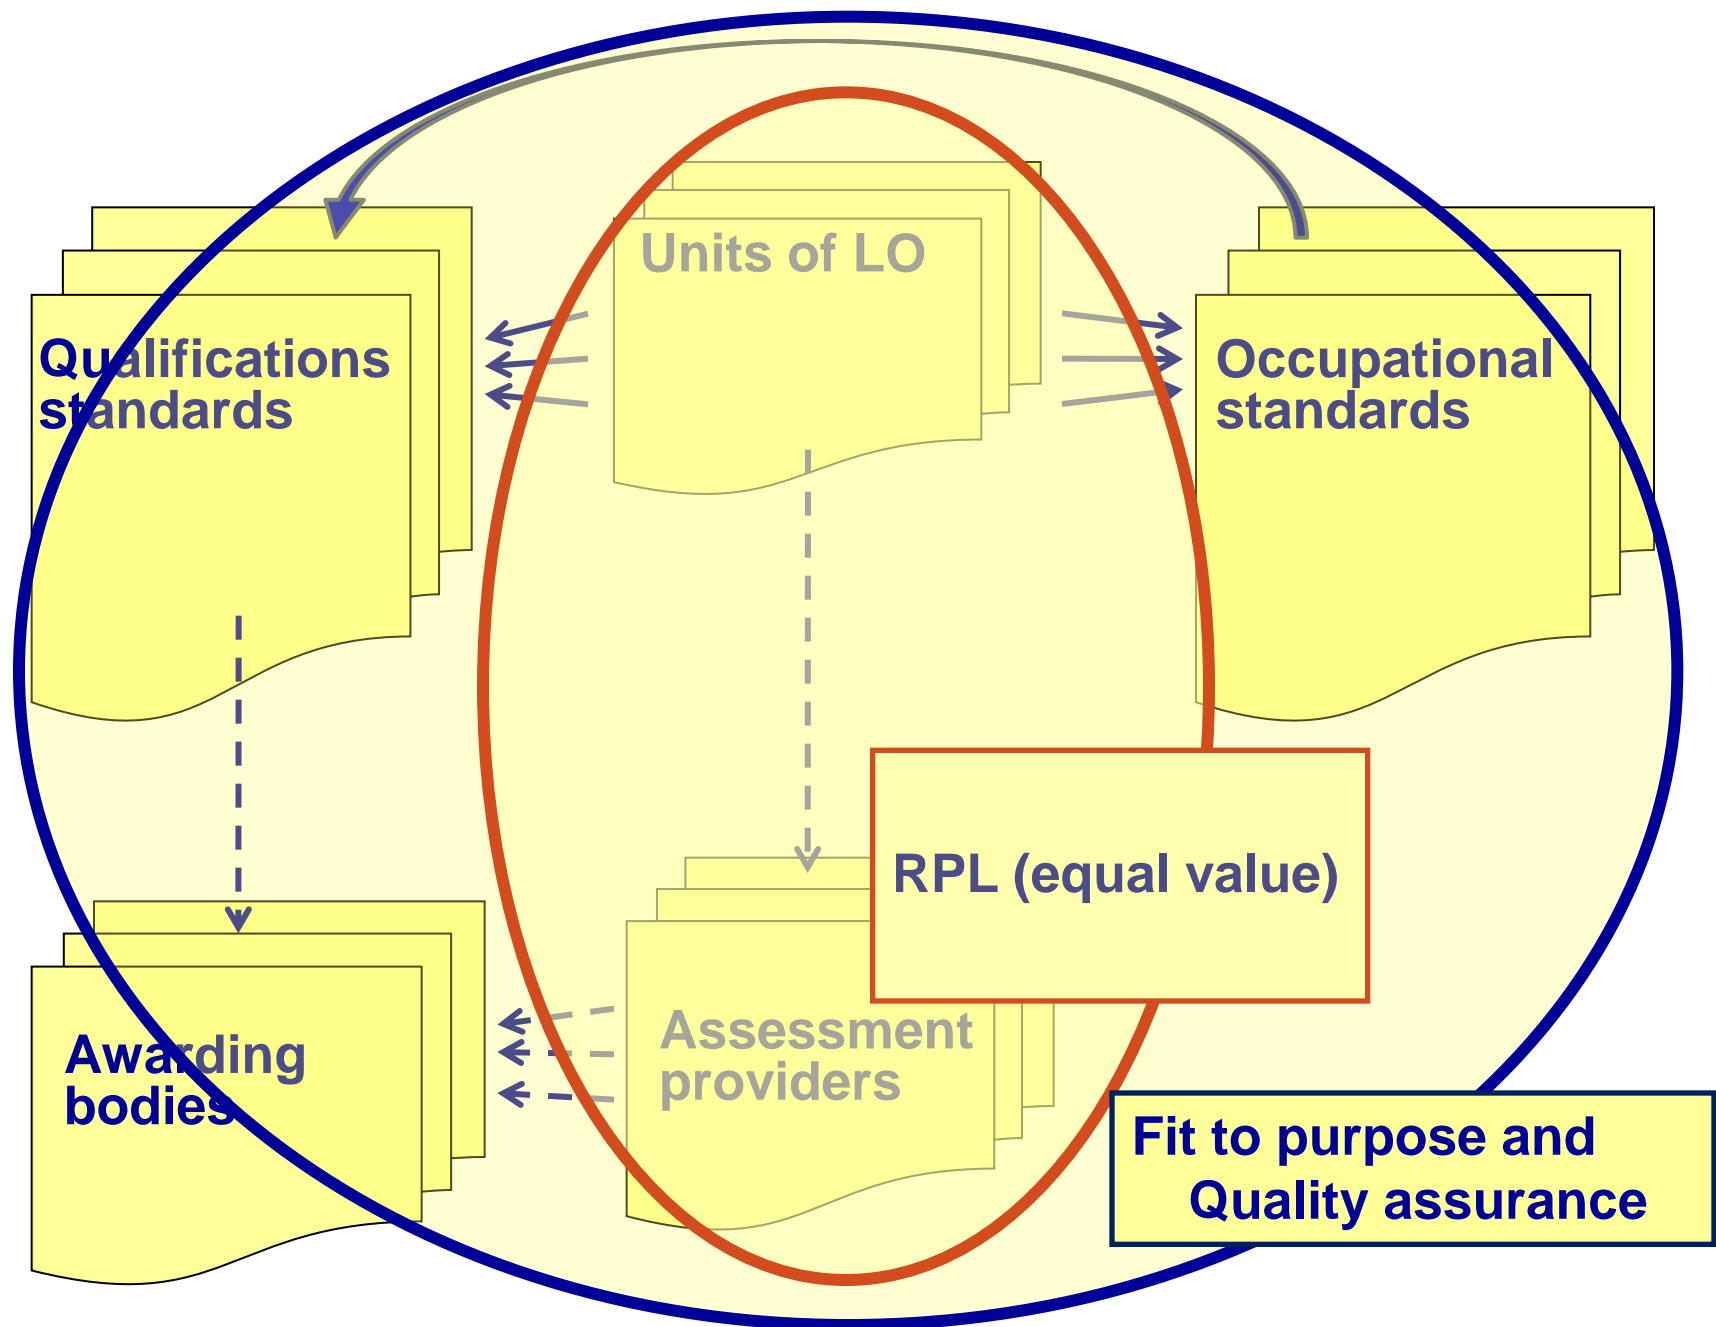 Units of LO
Qualifications
standards
Occupational
standards
RPL (equal value)
Assessment
providers
Awarding
bodies
Fit to purpose and
Quality assurance